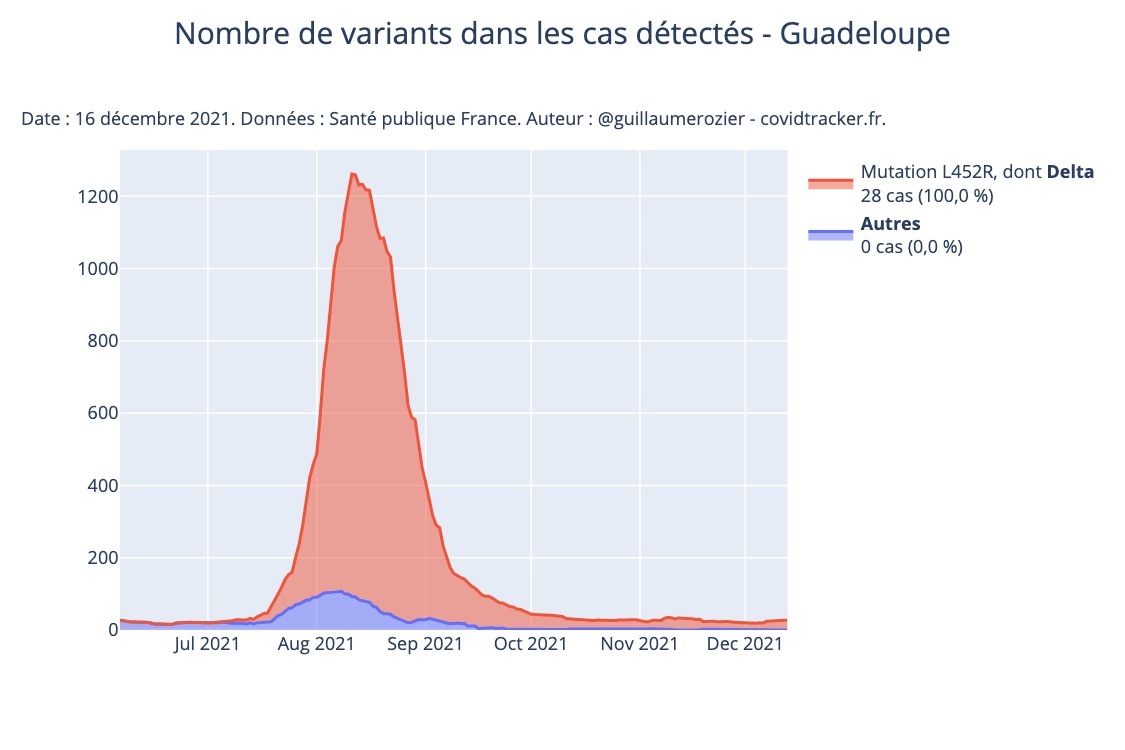 Nombre de variants dans les cas détectés - Guadeloupe
Date : 16 décembre 2021. Données : Santé publique France. Auteur : @guillaumerozier - covidtracker.fr.
Mutation L452R, dont Delta
28 cas (100,0 %)
Autres
0 cas (0,0 %)
1200
1000
800
600
400
200
0
Jul 2021 Aug 2021 Sep 2021 Oct 2021 Nov 2021 Dec 2021